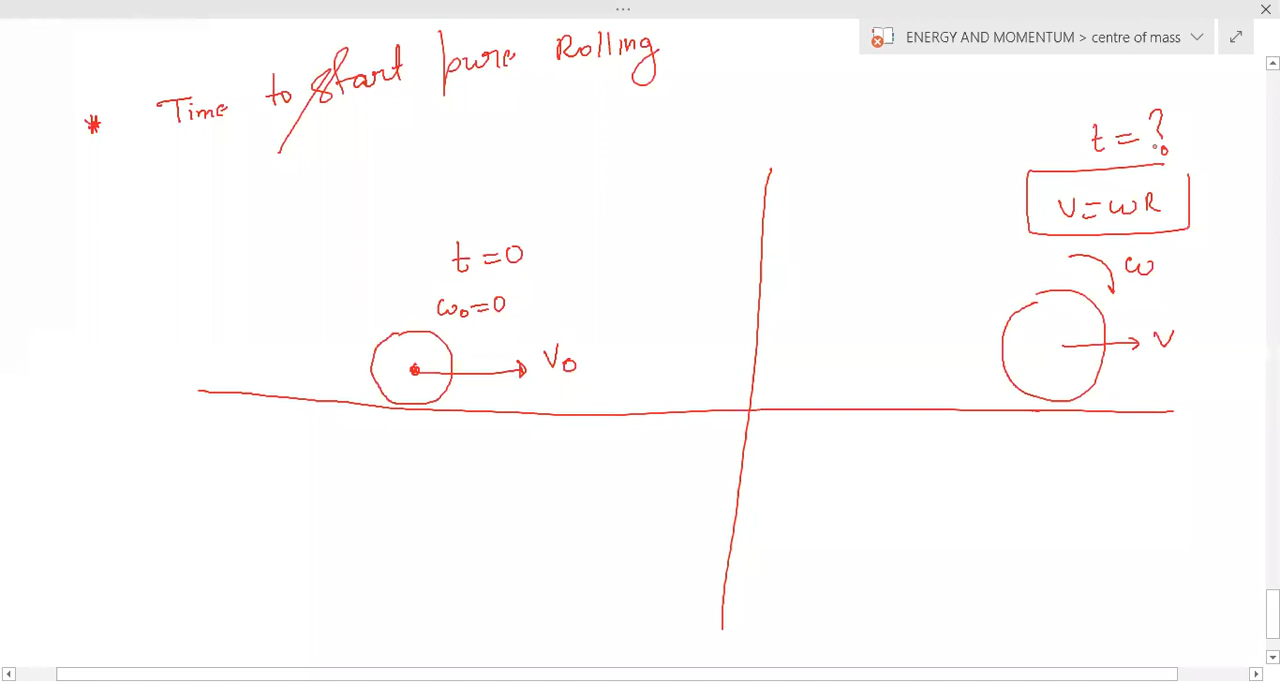 ENERGY AND MOMENTUM > centre of mass
* Time to start pure Rolling
t = ?
V = ωR
ω
V
t = 0
ω₀ = 0
V₀